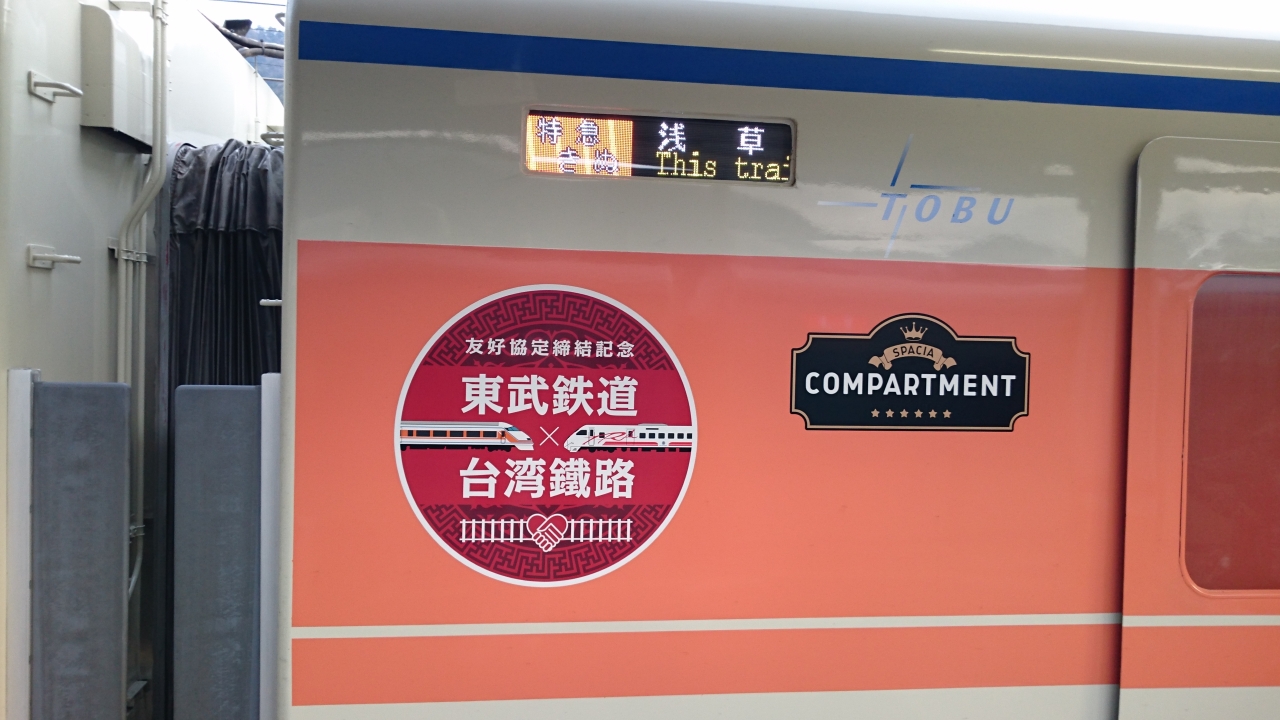 特急
きぬ
浅草
This trai
TOBU
友好協定締結記念
東武鉄道
×
台湾鐵路
SPACIA
COMPARTMENT